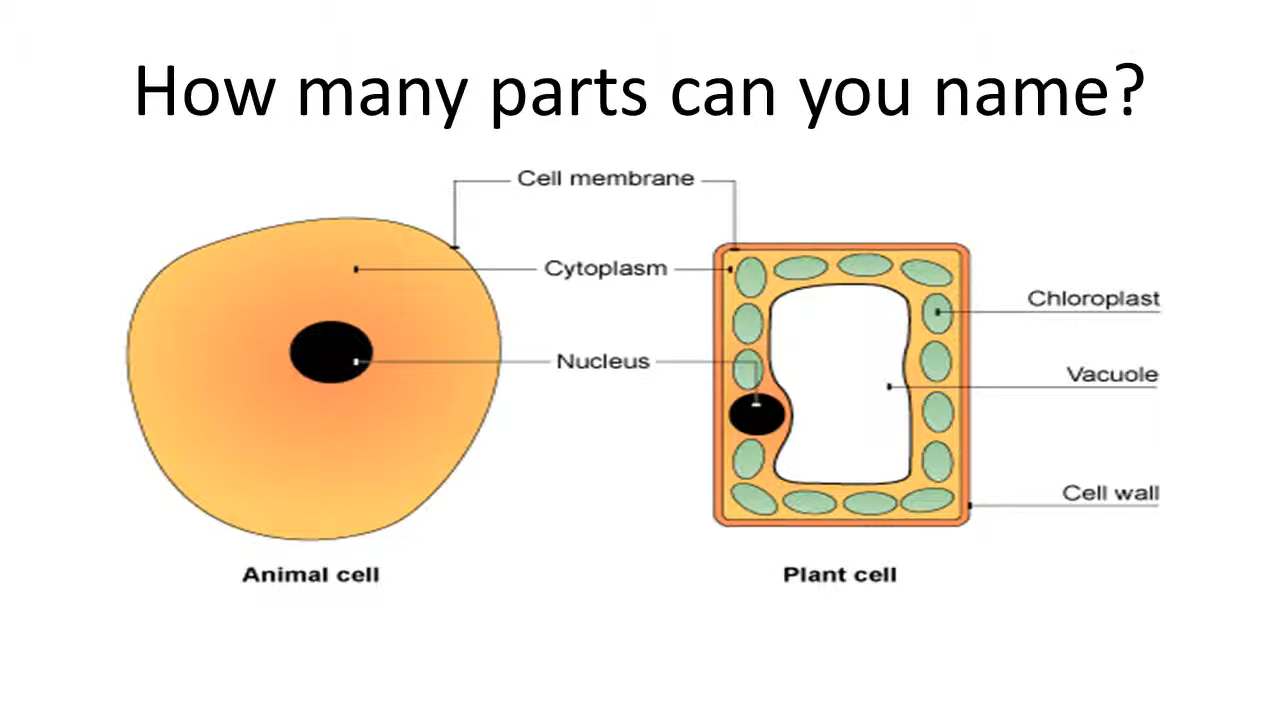 How many parts can you name?
Cell membrane
Cytoplasm
Chloroplast
Nucleus
Vacuole
Cell wall
Animal cell
Plant cell